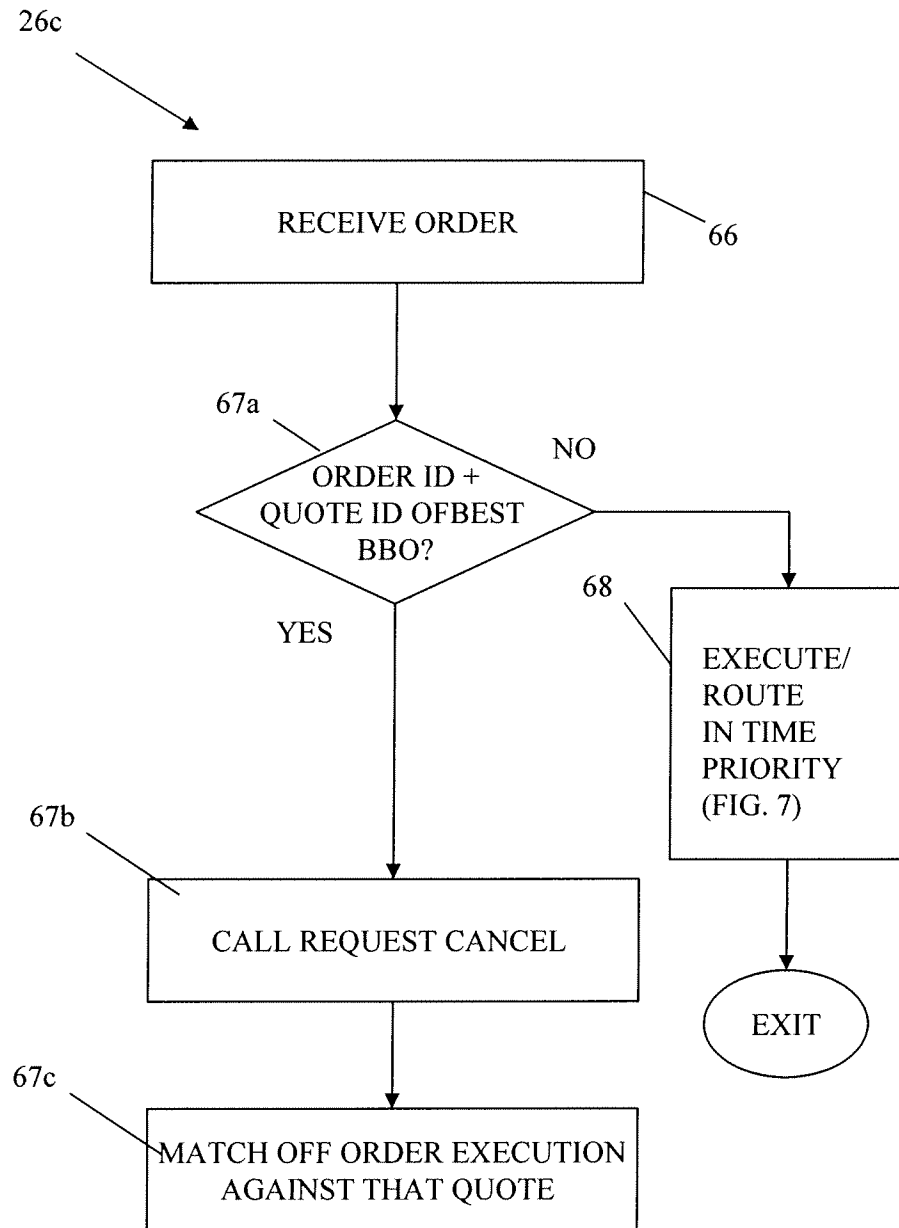 26c
RECEIVE ORDER
66
67a
NO
ORDER ID +
QUOTE ID OFBEST
BBO?
YES
68
EXECUTE/
ROUTE
IN TIME
PRIORITY
(FIG. 7)
67b
CALL REQUEST CANCEL
EXIT
67c
MATCH OFF ORDER EXECUTION
AGAINST THAT QUOTE